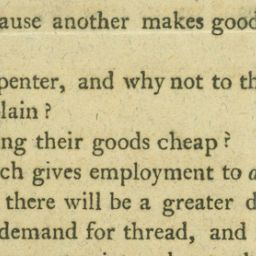 ause another makes good
penter, and why not to th
lain?
ng their goods cheap?
ch gives employment to a
there will be a greater d
demand for thread, and